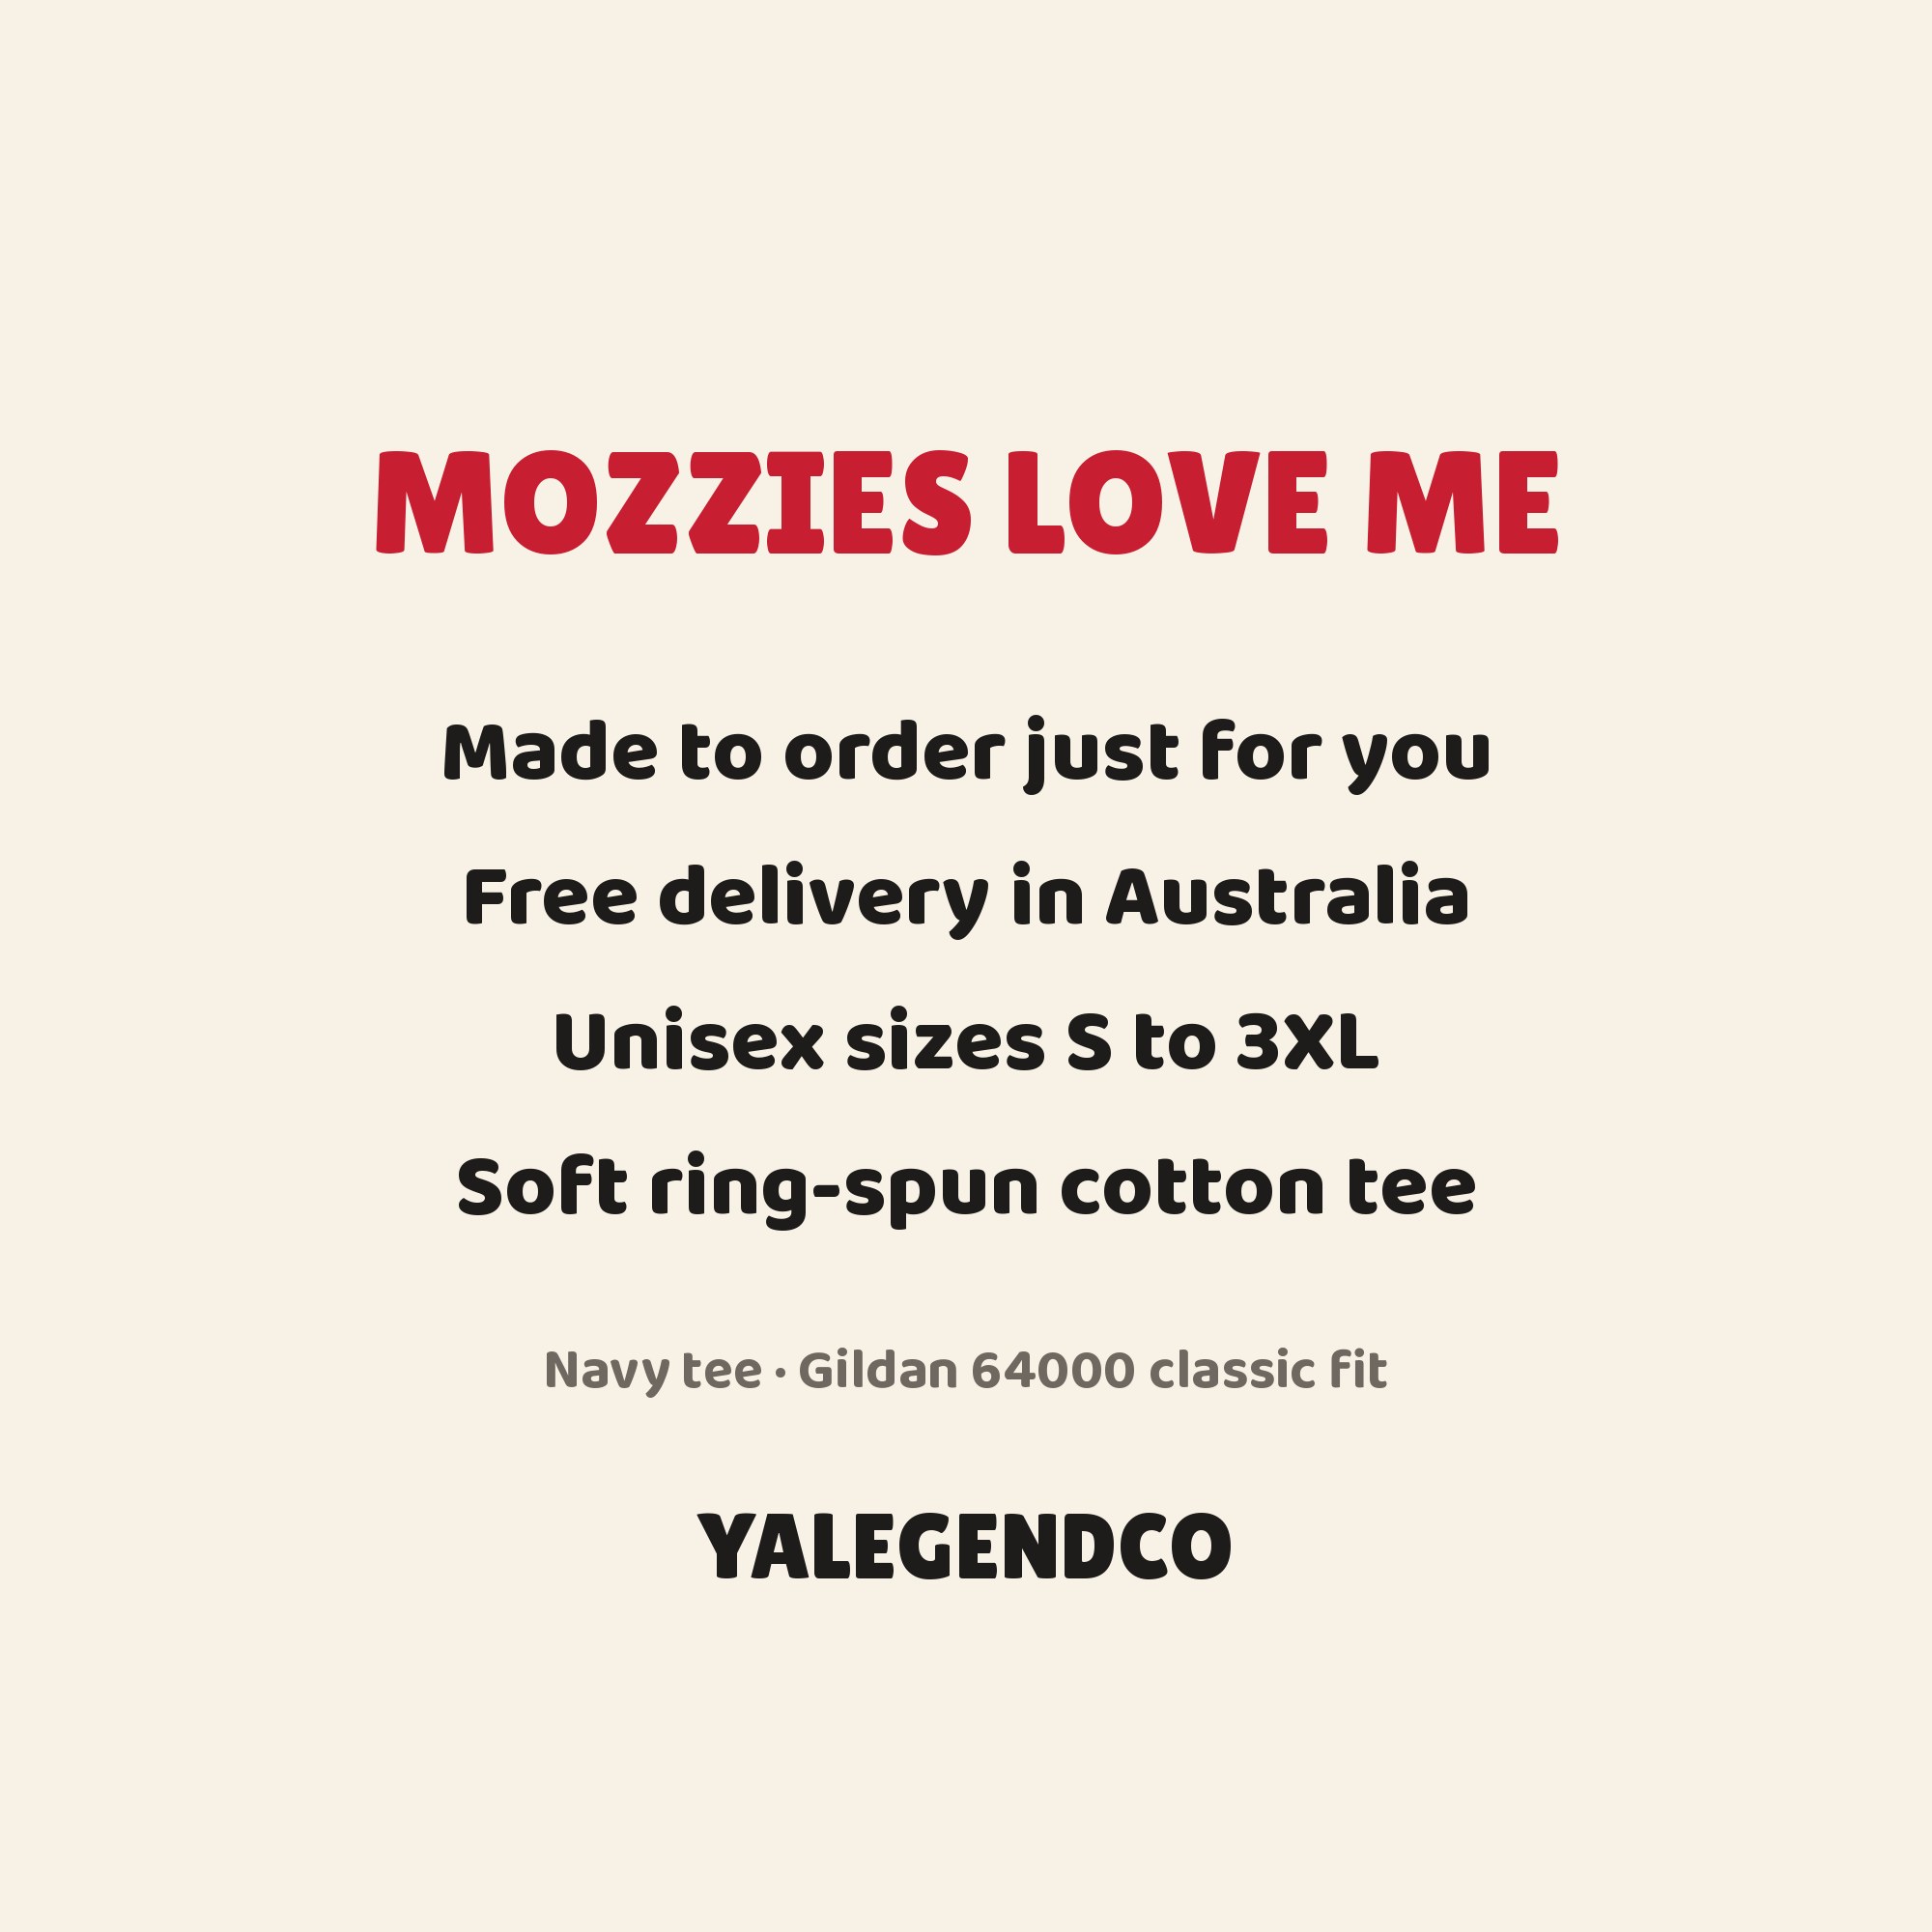 MOZZIES LOVE ME
Made to order just for you
Free delivery in Australia
Unisex sizes S to 3XL
Soft ring-spun cotton tee
Navy tee · Gildan 64000 classic fit
YALEGENDCO